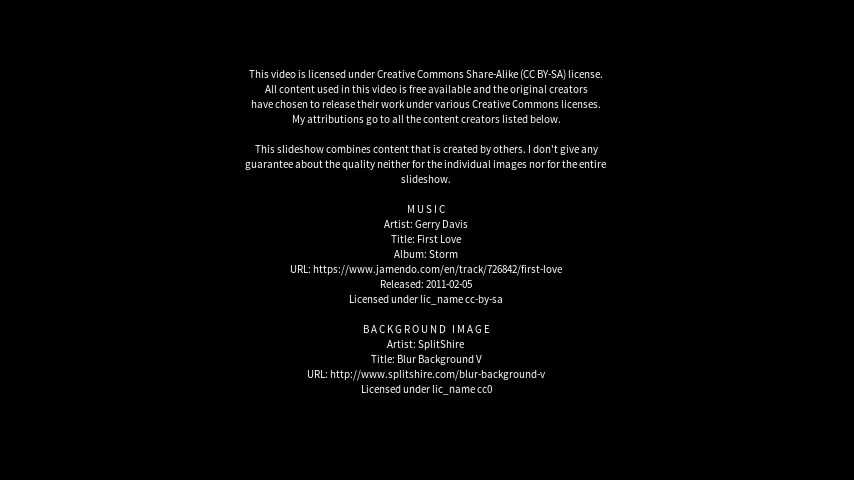 This video is licensed under Creative Commons Share-Alike (CC BY-SA) license.
All content used in this video is free available and the original creators
have chosen to release their work under various Creative Commons licenses.
My attributions go to all the content creators listed below.
This slideshow combines content that is created by others. I don't give any
guarantee about the quality neither for the individual images nor for the entire
slideshow.
MUSIC
Artist: Gerry Davis
Title: First Love
Album: Storm
URL: https://www.jamendo.com/en/track/726842/first-love
Released: 2011-02-05
Licensed under lic_name cc-by-sa
BACKGROUND IMAGE
Artist: SplitShire
Title: Blur Background V
URL: http://www.splitshire.com/blur-background-v
Licensed under lic_name cc0